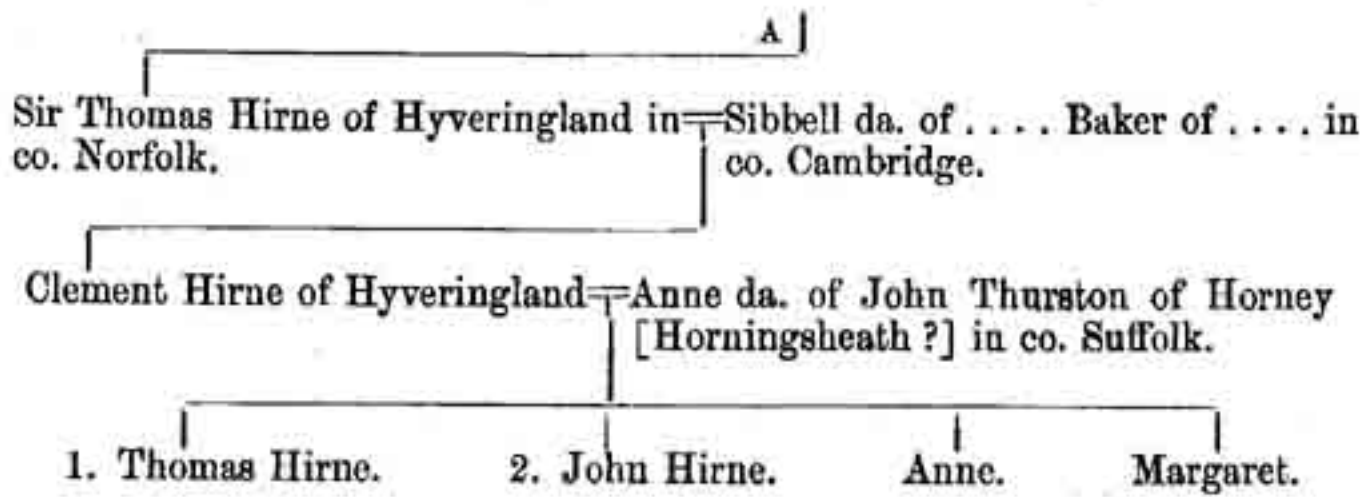 A
Sir Thomas Hirne of Hyveringland in Sibbell da. of . . . . Baker of . . . . in
co. Norfolk. co. Cambridge.
Clement Hirne of Hyveringland Anne da. of John Thurston of Horney
[Horningsheath ?] in co. Suffolk.
1. Thomas Hirne. 2. John Hirne. Anne. Margaret.